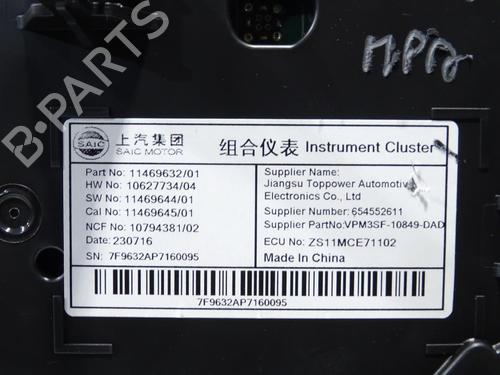 B-PARTS
SAIC
上汽集团
SAIC MOTOR
组合仪表 Instrument Cluster
Part No: 11469632/01
HW No: 10627734/04
SW No: 11469644/01
Cal No: 11469645/01
NCF No: 10794381/02
Date: 230716
SN: 7F9632AP7160095
Supplier Name:
Jiangsu Toppower Automotive
Electronics Co., Ltd
Supplier Number: 654552611
Supplier PartNo:VPM3SF-10849-DAD
ECU No: ZS11MCE71102
Made In China
7F9632AP7160095